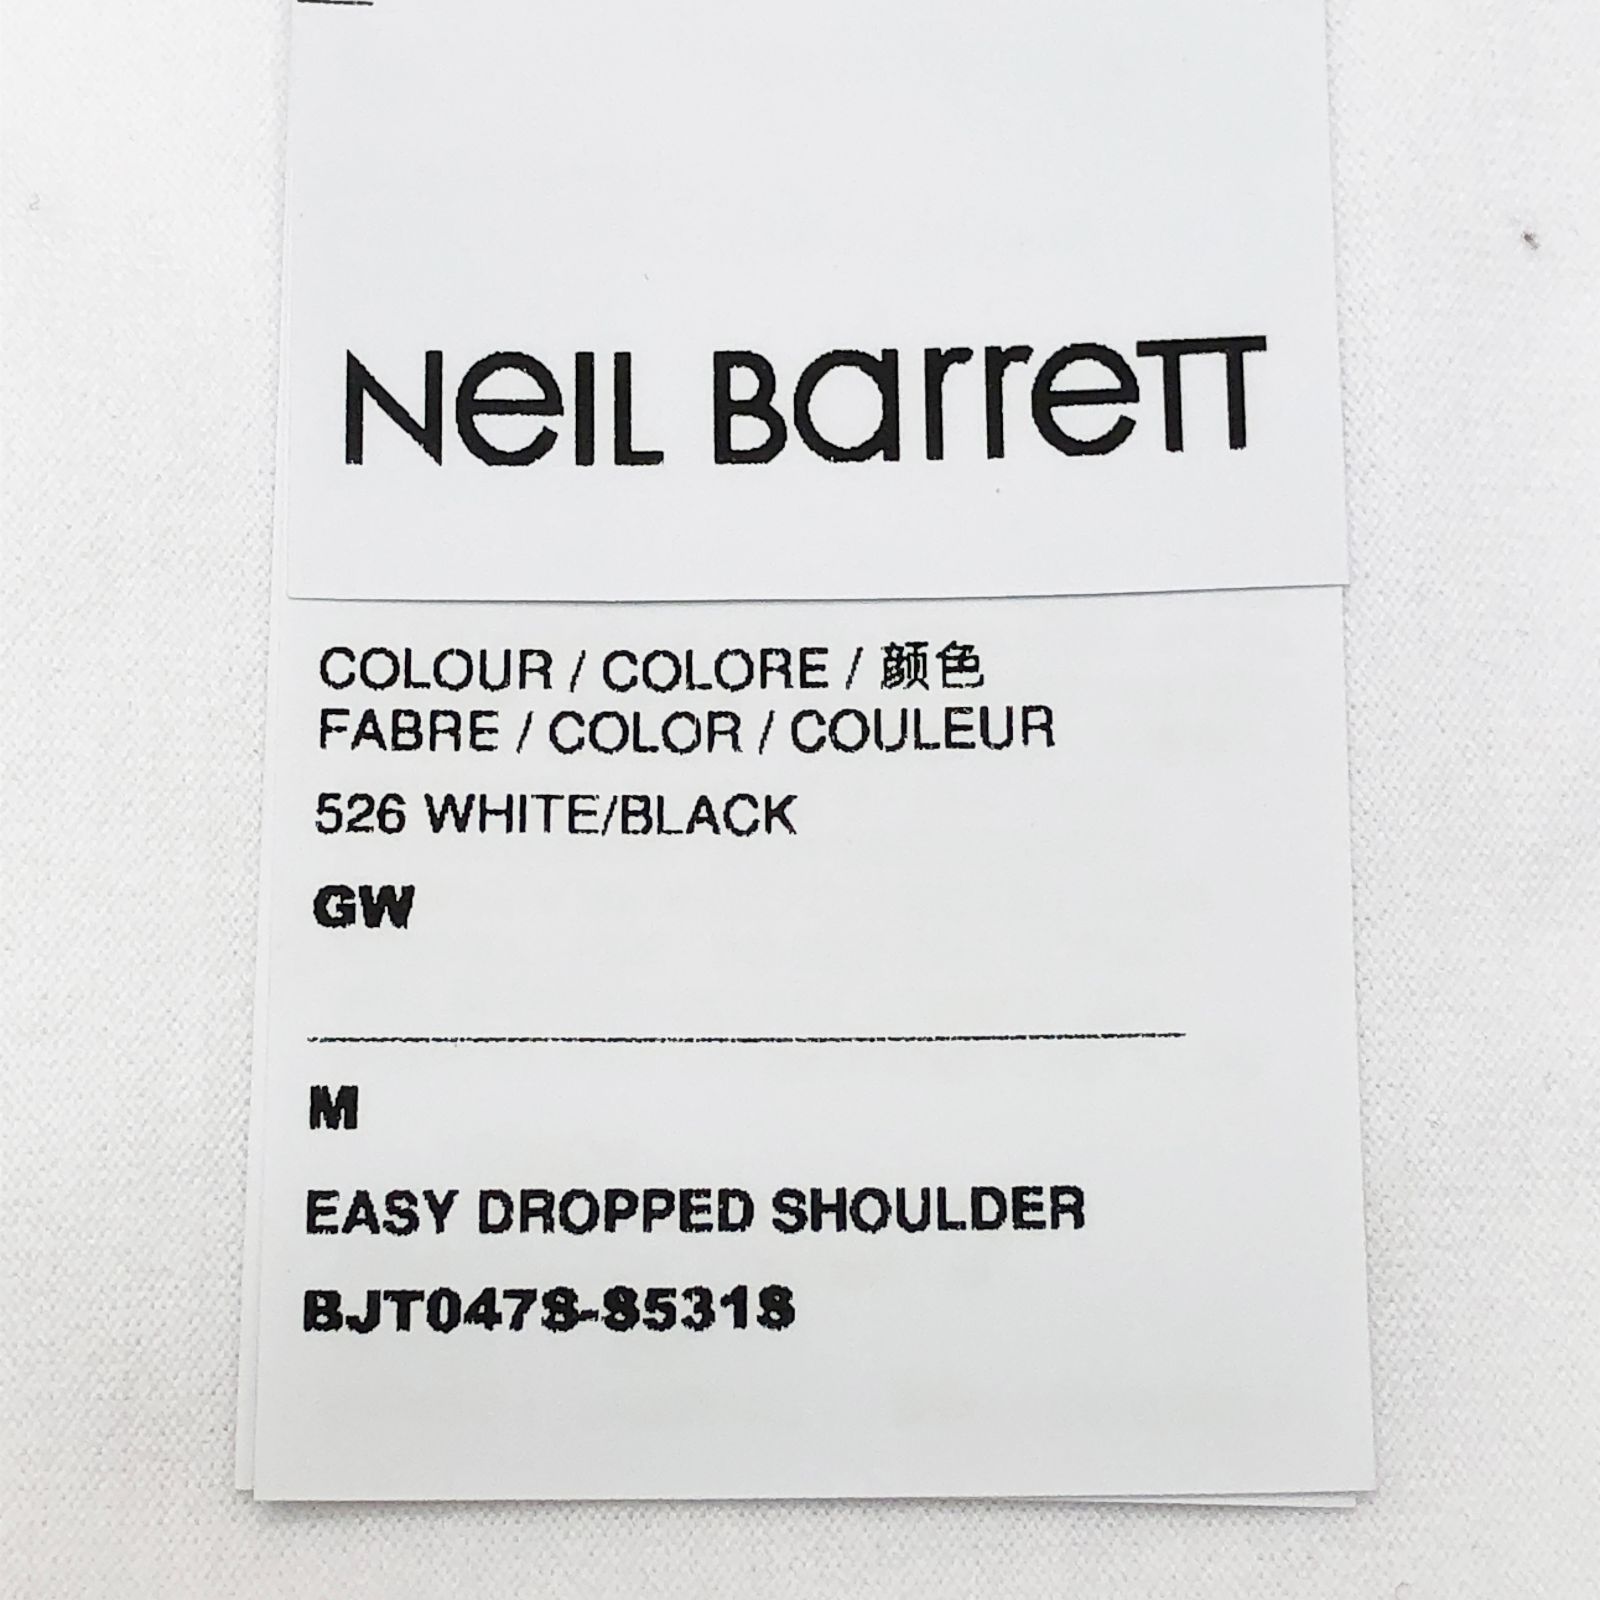 NeIL Barrett
COLOUR / COLORE / 颜色
FABRE / COLOR / COULEUR
526 WHITE/BLACK
GW
M
EASY DROPPED SHOULDER
BJT047S-S531S